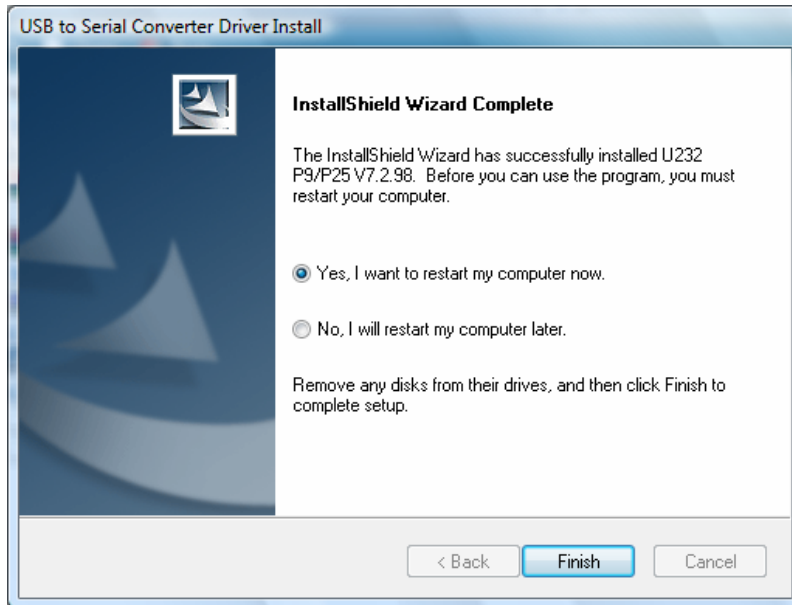 USB to Serial Converter Driver Install
InstallShield Wizard Complete
The InstallShield Wizard has successfully installed U232
P9/P25 V7.2.98.  Before you can use the program, you must
restart your computer.
Yes, I want to restart my computer now.
No, I will restart my computer later.
Remove any disks from their drives, and then click Finish to
complete setup.
< Back
Finish
Cancel